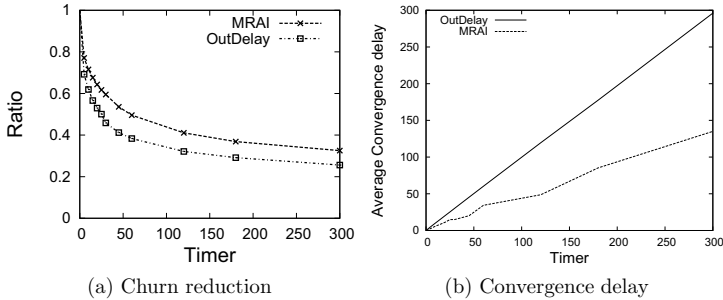 MRAI
OutDelay
Ratio
1
0.8
0.6
0.4
0.2
0
0 50 100 150 200 250 300
Timer
(a) Churn reduction
OutDelay
MRAI
Average Convergence delay
300
250
200
150
100
50
0
0 50 100 150 200 250 300
Timer
(b) Convergence delay